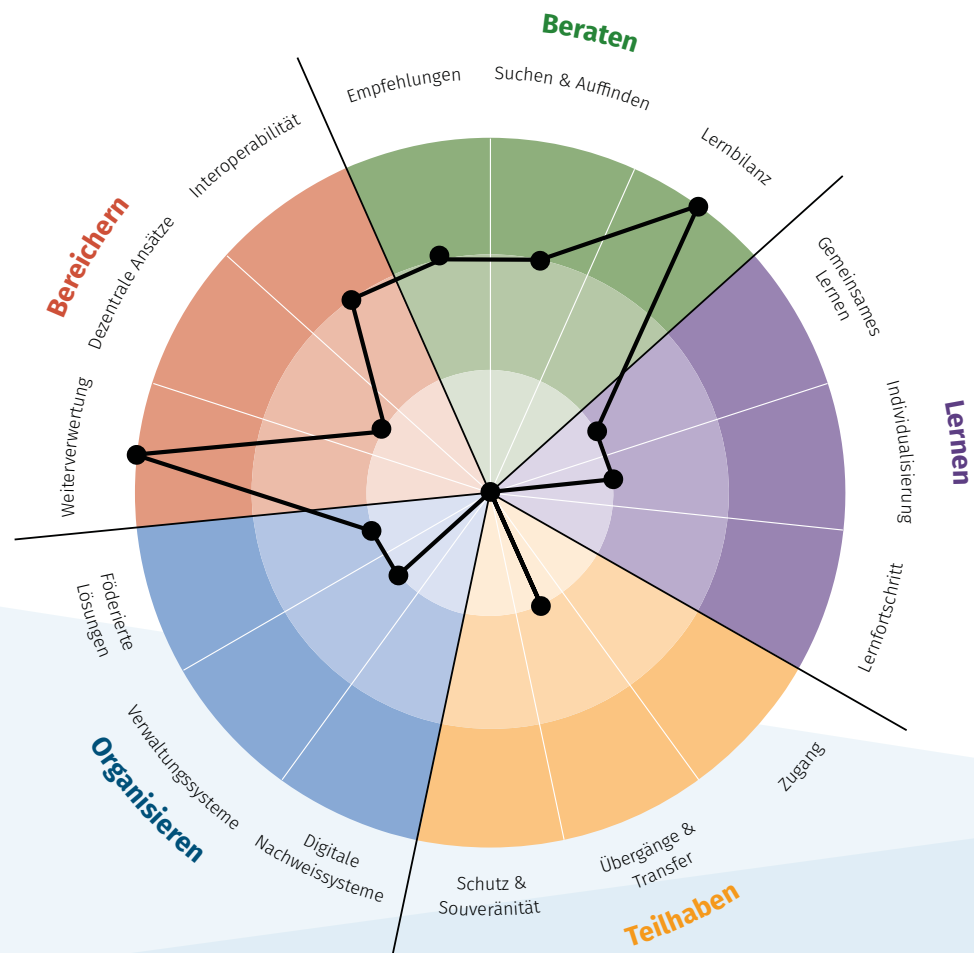 Beraten
Empfehlungen
Suchen & Auffinden
Lernbilanz
Lernen
Gemeinsames
Lernen
Individualisierung
Lernfortschritt
Teilhaben
Zugang
Übergänge &
Transfer
Schutz &
Souveränität
Organisieren
Digitale
Nachweissysteme
Verwaltungssysteme
Föderierte
Lösungen
Bereichern
Weiterverwertung
Dezentrale Ansätze
Interoperabilität